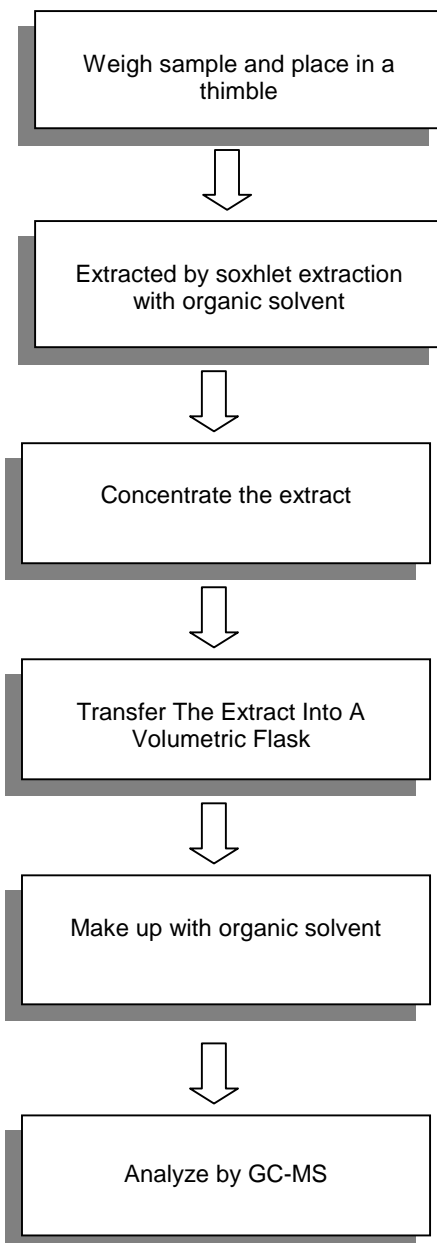 Weigh sample and place in a
thimble
Extracted by soxhlet extraction
with organic solvent
Concentrate the extract
Transfer The Extract Into A
Volumetric Flask
Make up with organic solvent
Analyze by GC-MS